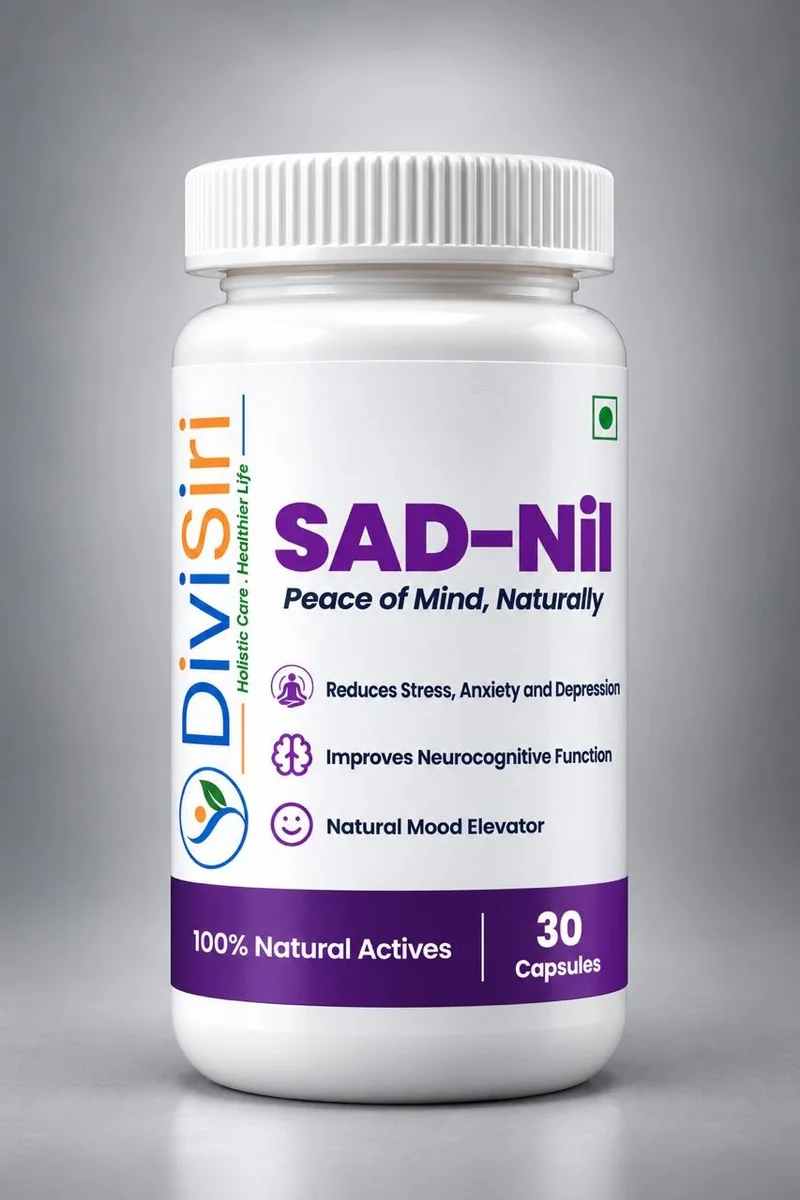 DiviSiri
Holistic Care . Healthier Life
SAD-Nil
Peace of Mind, Naturally
Reduces Stress, Anxiety and Depression
Improves Neurocognitive Function
Natural Mood Elevator
100% Natural Actives
30
Capsules